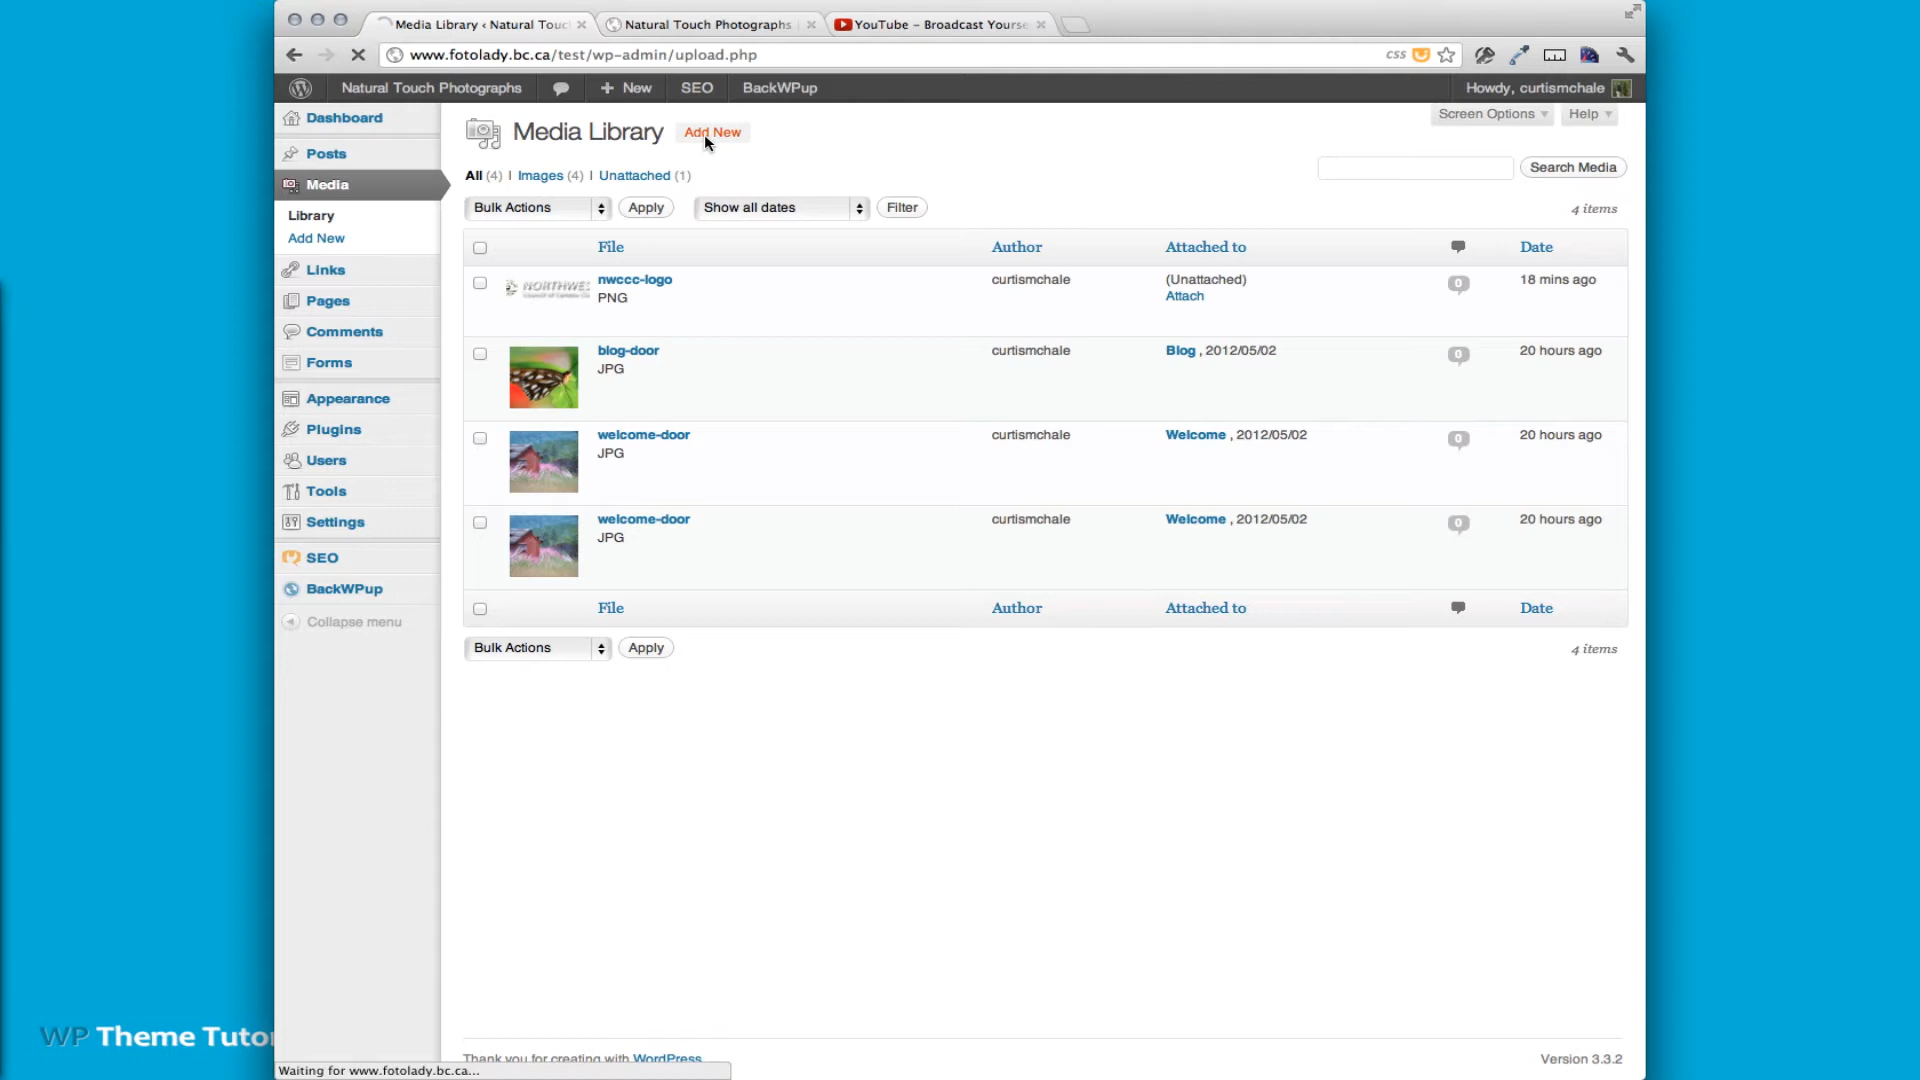 Media Library ‹ Natural Touc
Natural Touch Photographs
YouTube – Broadcast Yourse
www.fotolady.bc.ca/test/wp-admin/upload.php
css
Natural Touch Photographs
+ New
SEO
BackWPup
Howdy, curtismchale
Dashboard
Posts
Media
Library
Add New
Links
Pages
Comments
Forms
Appearance
Plugins
Users
Tools
Settings
SEO
BackWPup
Collapse menu
Media Library Add New
Screen Options
Help
All (4) | Images (4) | Unattached (1)
Search Media
Bulk Actions Apply Show all dates Filter
4 items
File Author Attached to Date
NORTHWES
nwccc-logo
PNG
curtismchale
(Unattached)
Attach
0
18 mins ago
blog-door
JPG
curtismchale
Blog , 2012/05/02
0
20 hours ago
welcome-door
JPG
curtismchale
Welcome , 2012/05/02
0
20 hours ago
welcome-door
JPG
curtismchale
Welcome , 2012/05/02
0
20 hours ago
File Author Attached to Date
Bulk Actions Apply
4 items
Thank you for creating with WordPress
Version 3.3.2
Waiting for www.fotolady.bc.ca...
WP Theme Tutor